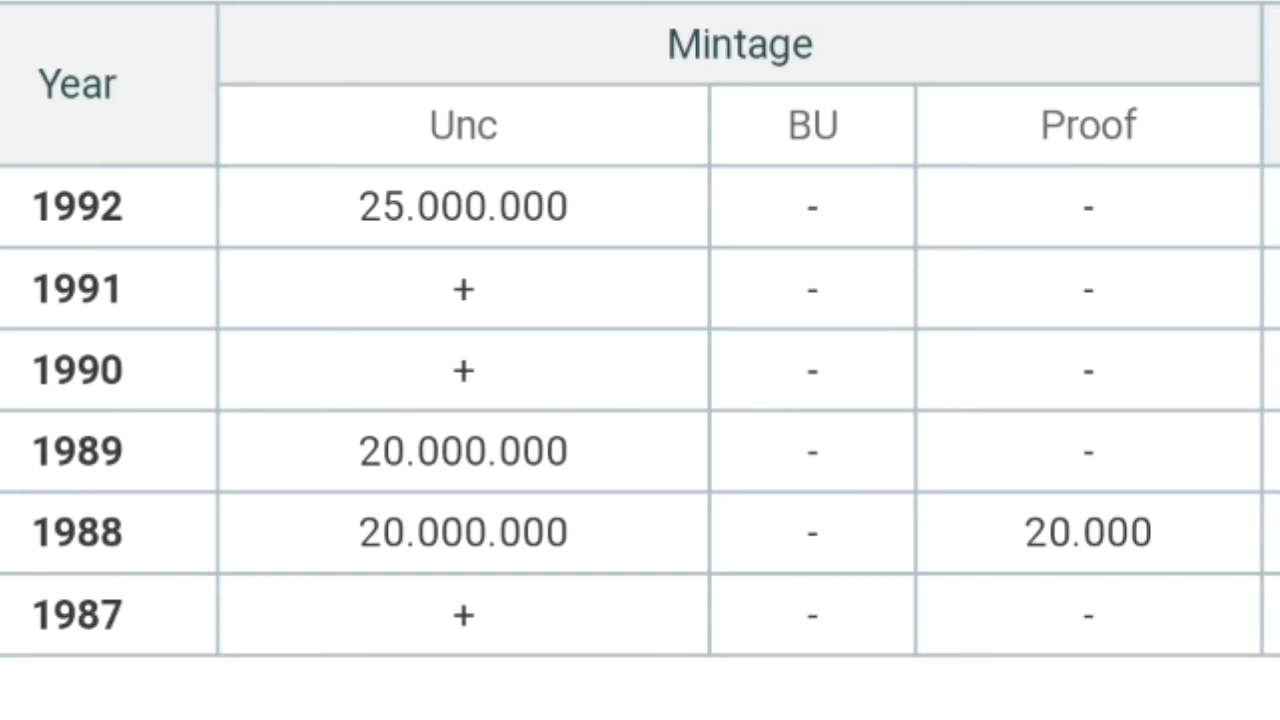 Year Mintage
Unc BU Proof
1992 25.000.000 - -
1991 + - -
1990 + - -
1989 20.000.000 - -
1988 20.000.000 - 20.000
1987 + - -